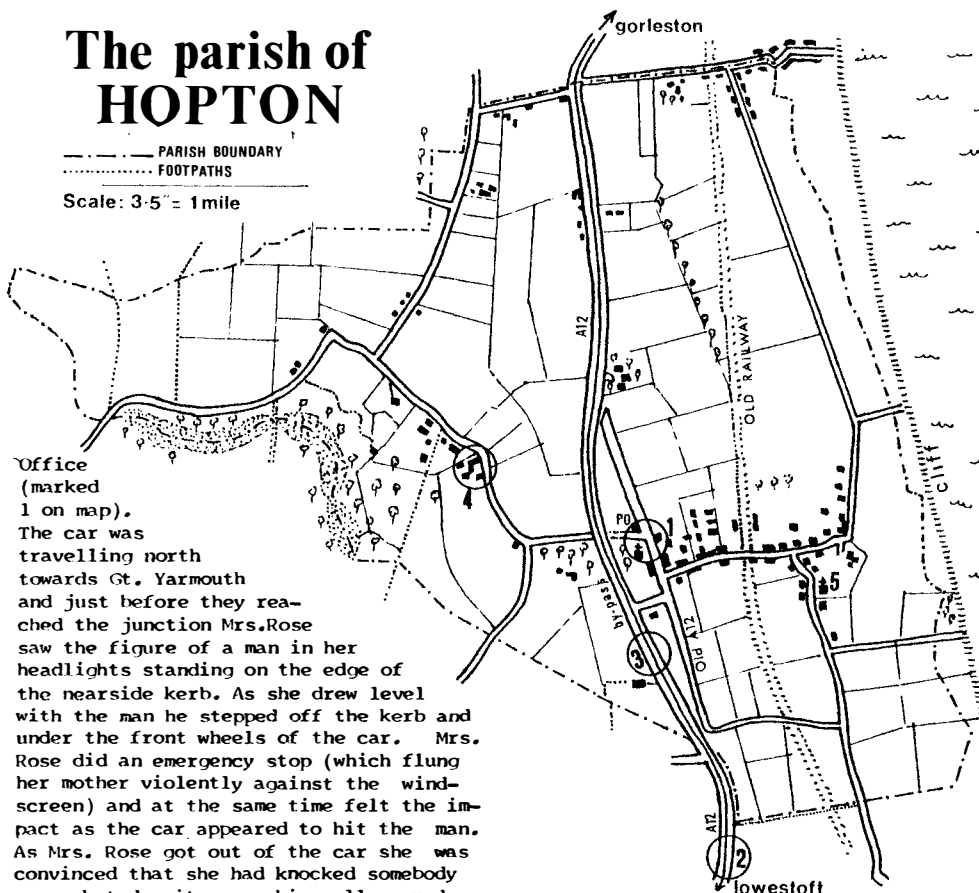 The parish of
HOPTON
PARISH BOUNDARY
FOOTPATHS
Scale: 3·5"= 1mile
gorleston
A12
OLD RAILWAY
cliff
PO
1
4
5
by pass
3
Old A12
A12
2
lowestoft
Office
(marked
1 on map).
The car was
travelling north
towards Gt. Yarmouth
and just before they rea-
ched the junction Mrs.Rose
saw the figure of a man in her
headlights standing on the edge of
the nearside kerb. As she drew level
with the man he stepped off the kerb and
under the front wheels of the car. Mrs.
Rose did an emergency stop (which flung
her mother violently against the wind-
screen) and at the same time felt the im-
pact as the car appeared to hit the man.
As Mrs. Rose got out of the car she was
convinced that she had knocked somebody